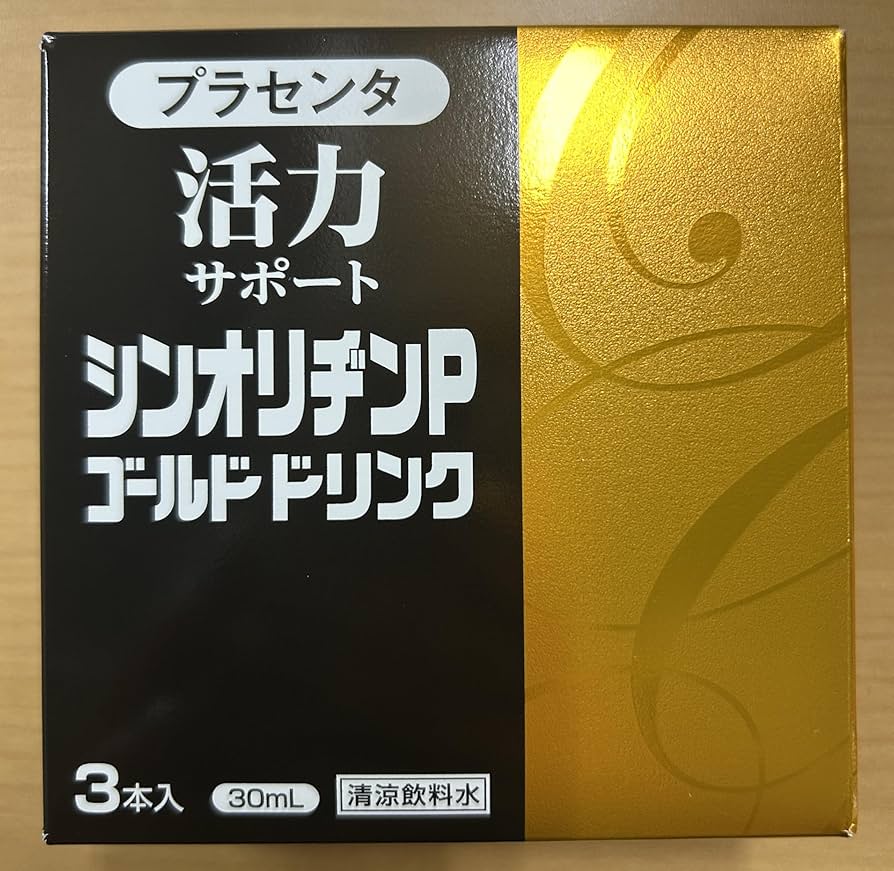 プラセンタ
活力
サポート
シンオリヂンP
ゴールドドリンク
3本入 30mL 清涼飲料水